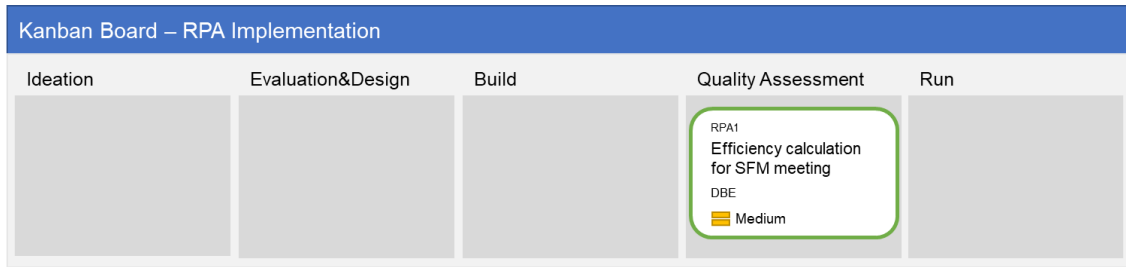 Kanban Board – RPA Implementation
Ideation
Evaluation&Design
Build
Quality Assessment
Run
RPA1
Efficiency calculation
for SFM meeting
DBE
Medium